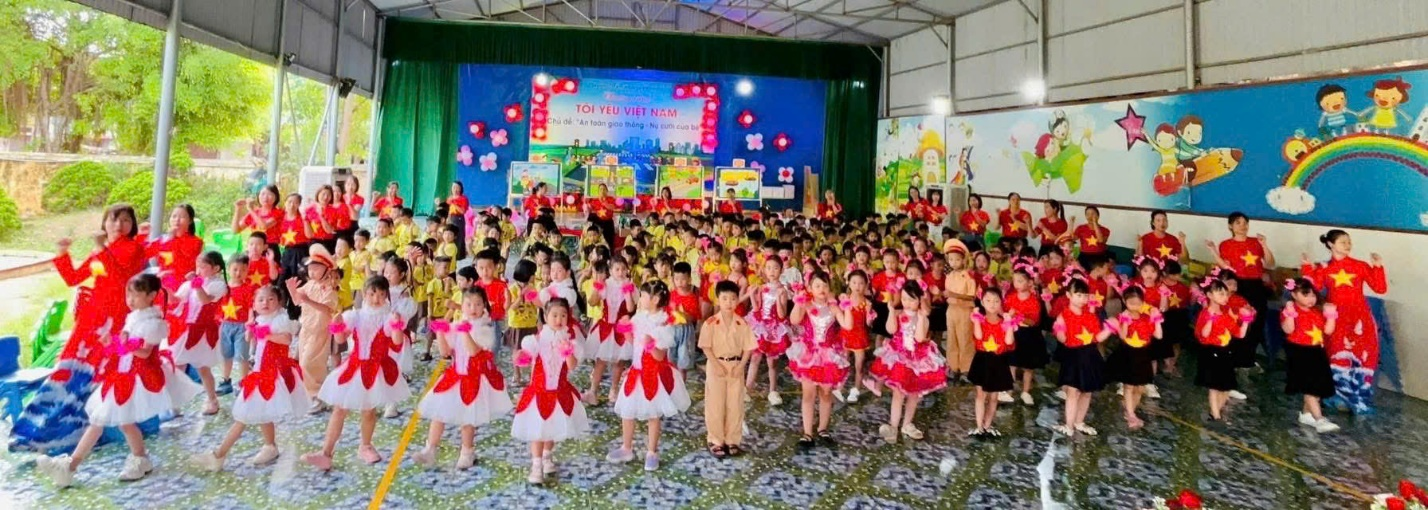 TÔI YÊU VIỆT NAM
Chủ đề: "An toàn giao thông - Nụ cười của bé"